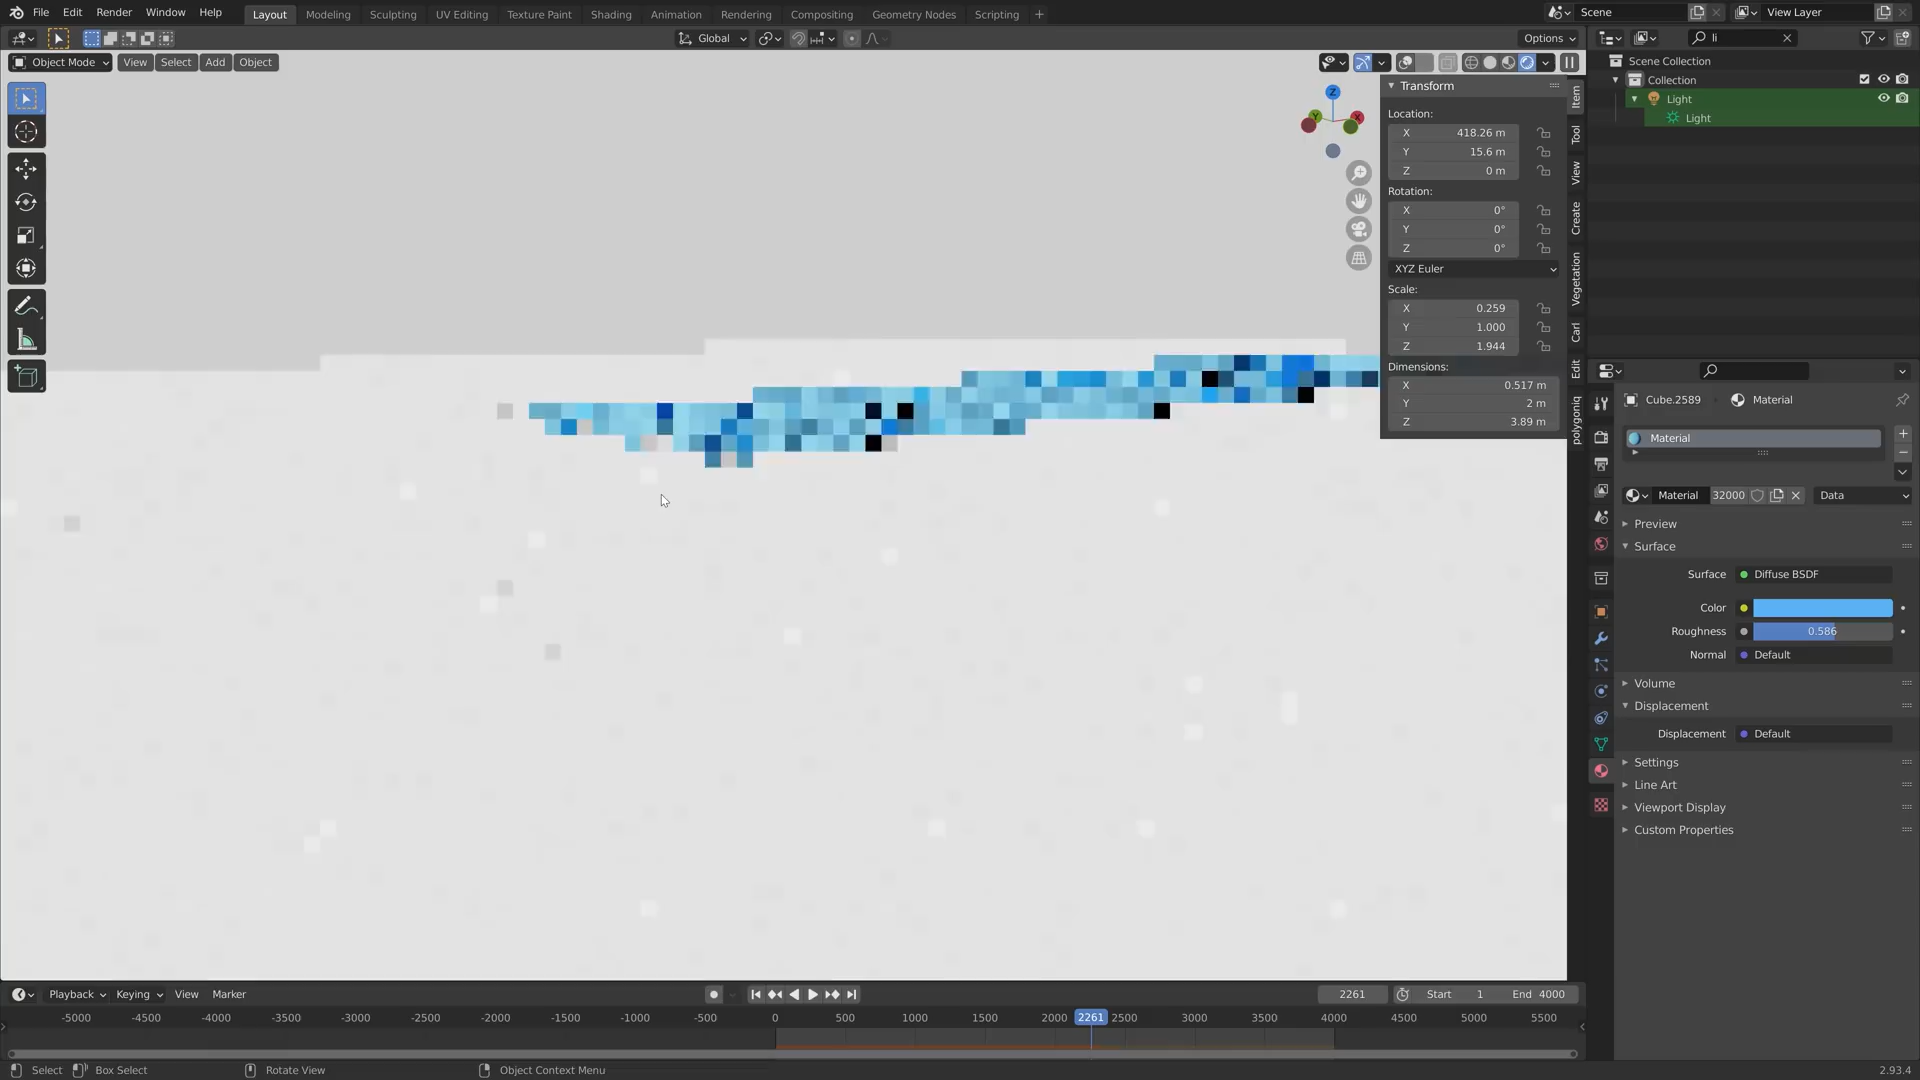 File Edit Render Window Help Layout Modeling Sculpting UV Editing Texture Paint Shading Animation Rendering Compositing Geometry Nodes Scripting + Scene View Layer
Global Options li
Object Mode View Select Add Object
Scene Collection
Collection
Light
Light
Transform
Location:
X 418.26 m
Y 15.6 m
Z 0 m
Rotation:
X 0°
Y 0°
Z 0°
XYZ Euler
Scale:
X 0.259
Y 1.000
Z 1.944
Dimensions:
X 0.517 m
Y 2 m
Z 3.89 m
Item
Tool
View
Create
Vegetation
Carl
Edit
polygoniq
Z
Y
X
Cube.2589 Material
Material
Material 32000 Data
Preview
Surface
Surface Diffuse BSDF
Color
Roughness 0.586
Normal Default
Volume
Displacement
Displacement Default
Settings
Line Art
Viewport Display
Custom Properties
Playback Keying View Marker 2261 Start 1 End 4000
-5000 -4500 -4000 -3500 -3000 -2500 -2000 -1500 -1000 -500 0 500 1000 1500 2000 2261 2500 3000 3500 4000 4500 5000 5500
Select Box Select Rotate View Object Context Menu 2.93.4